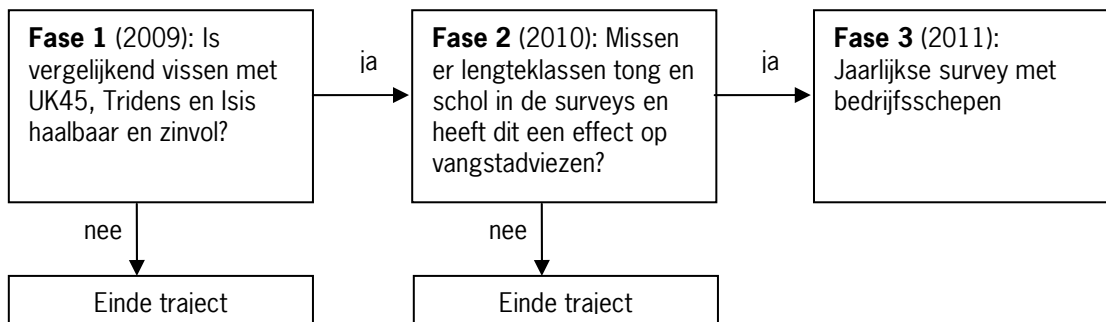 Fase 1 (2009): Is
vergelijkend vissen met
UK45, Tridens en Isis
haalbaar en zinvol?
ja
Fase 2 (2010): Missen
er lengteklassen tong en
schol in de surveys en
heeft dit een effect op
vangstadviezen?
ja
Fase 3 (2011):
Jaarlijkse survey met
bedrijfsschepen
nee
nee
Einde traject
Einde traject